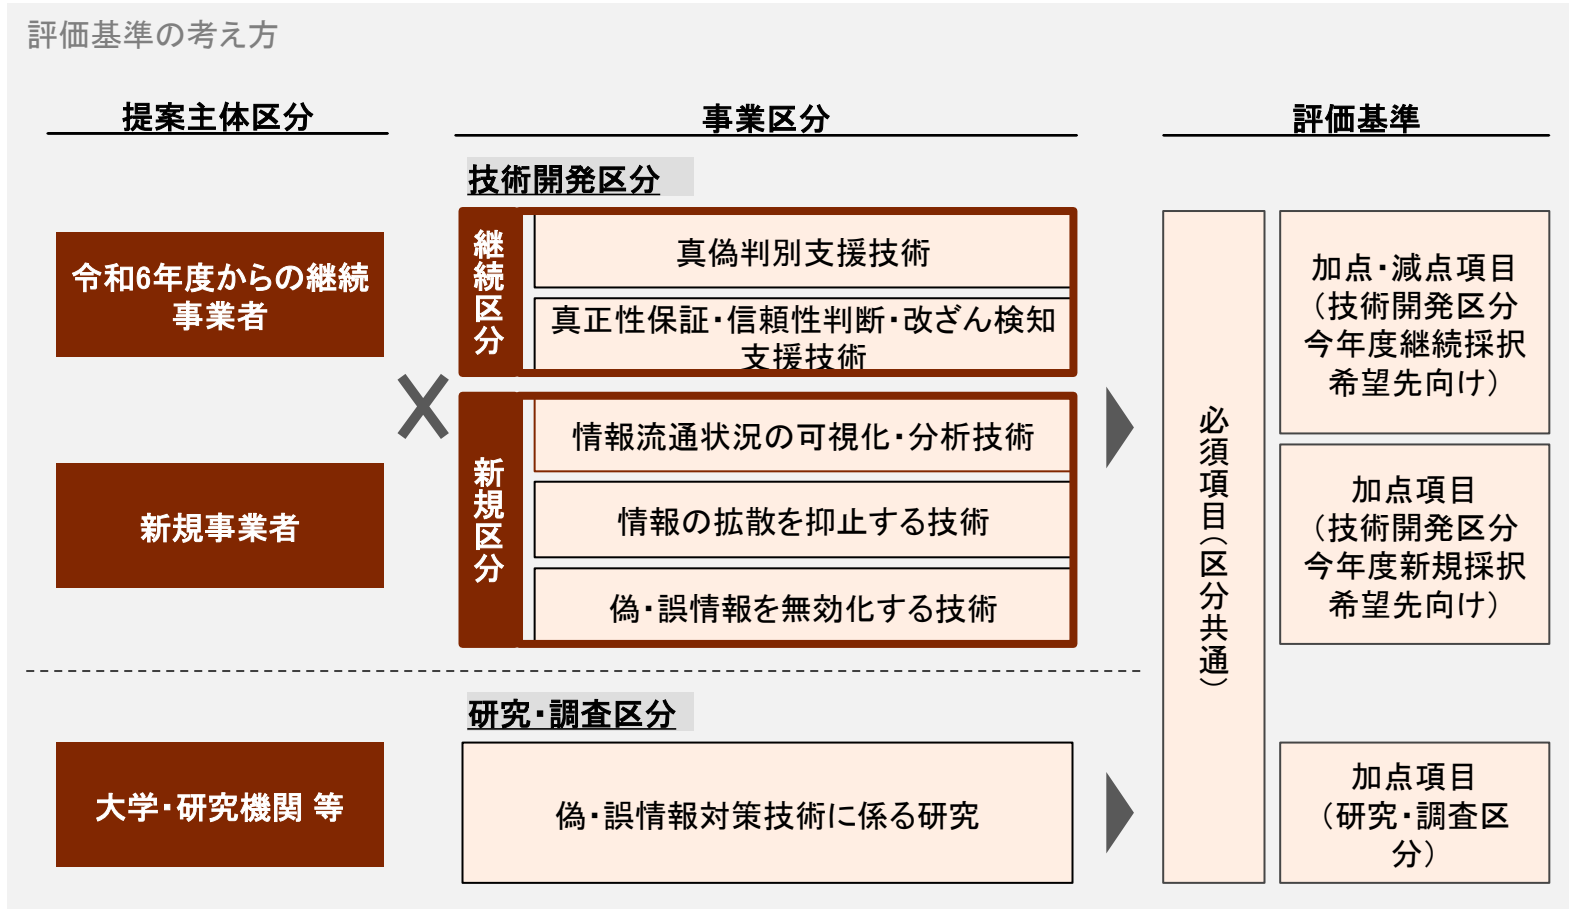 評価基準の考え方
提案主体区分
事業区分
評価基準
技術開発区分
令和6年度からの継続
事業者
新規事業者
継続区分
真偽判別支援技術
真正性保証・信頼性判断・改ざん検知
支援技術
新規区分
情報流通状況の可視化・分析技術
情報の拡散を抑止する技術
偽・誤情報を無効化する技術
必須項目（区分共通）
加点・減点項目
（技術開発区分
今年度継続採択
希望先向け）
加点項目
（技術開発区分
今年度新規採択
希望先向け）
研究・調査区分
大学・研究機関 等
偽・誤情報対策技術に係る研究
加点項目
（研究・調査区
分）